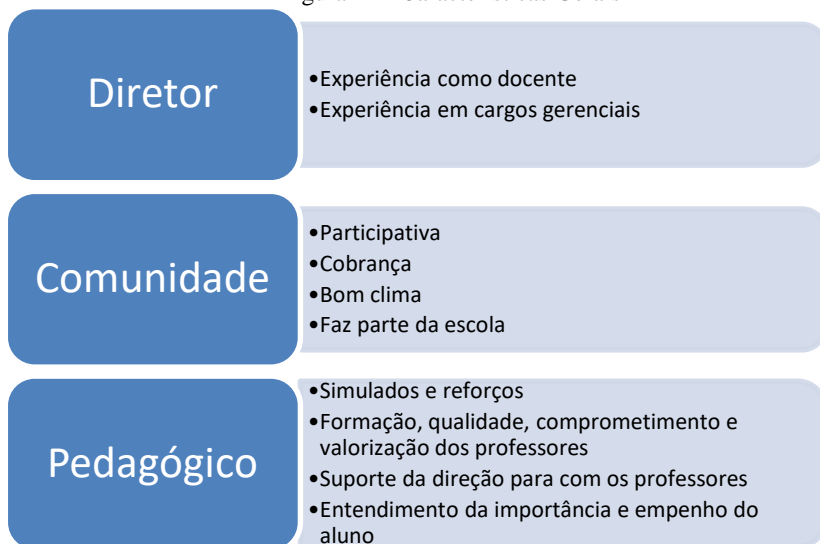 Diretor
•Experiência como docente
•Experiência em cargos gerenciais
Comunidade
•Participativa
•Cobrança
•Bom clima
•Faz parte da escola
Pedagógico
•Simulados e reforços
•Formação, qualidade, comprometimento e
valorização dos professores
•Suporte da direção para com os professores
•Entendimento da importância e empenho do
aluno